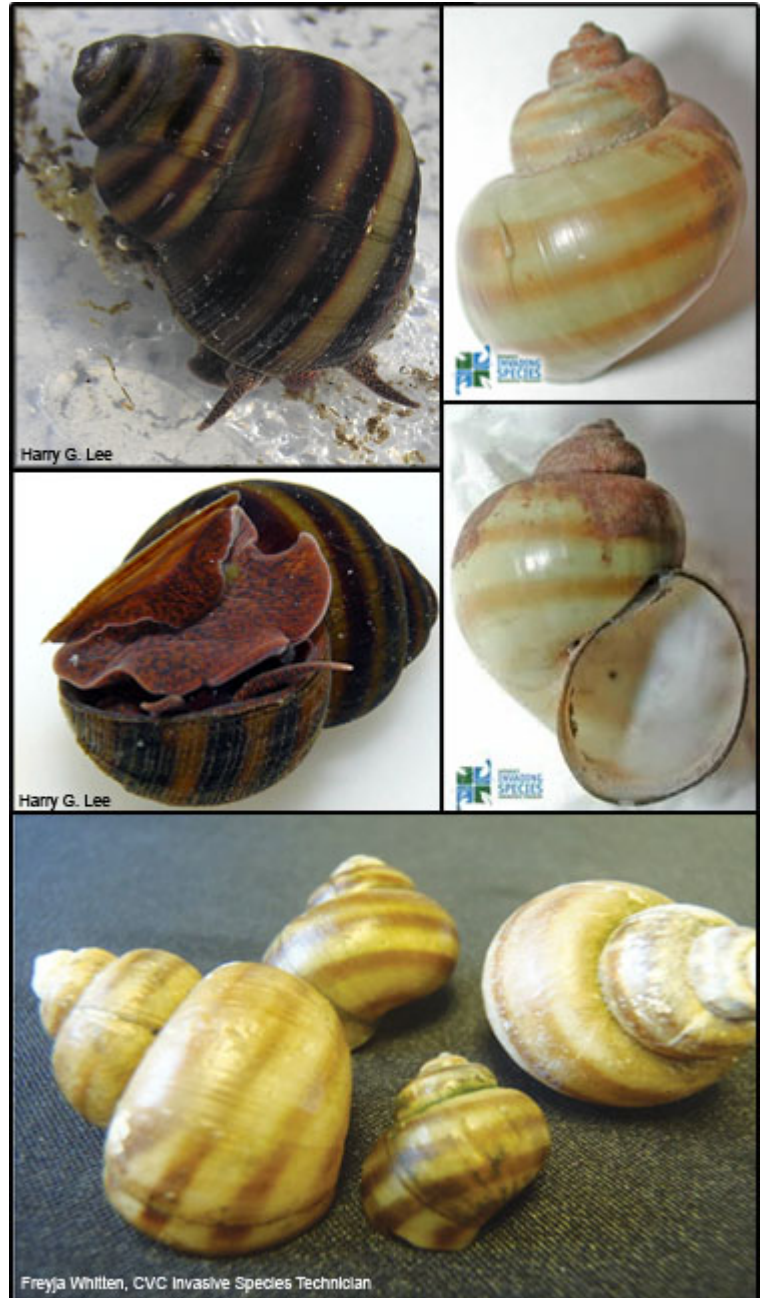 Harry G. Lee
INVADING
SPECIES
Harry G. Lee
INVADING
SPECIES
Freyja Whitten, CVC Invasive Species Technician